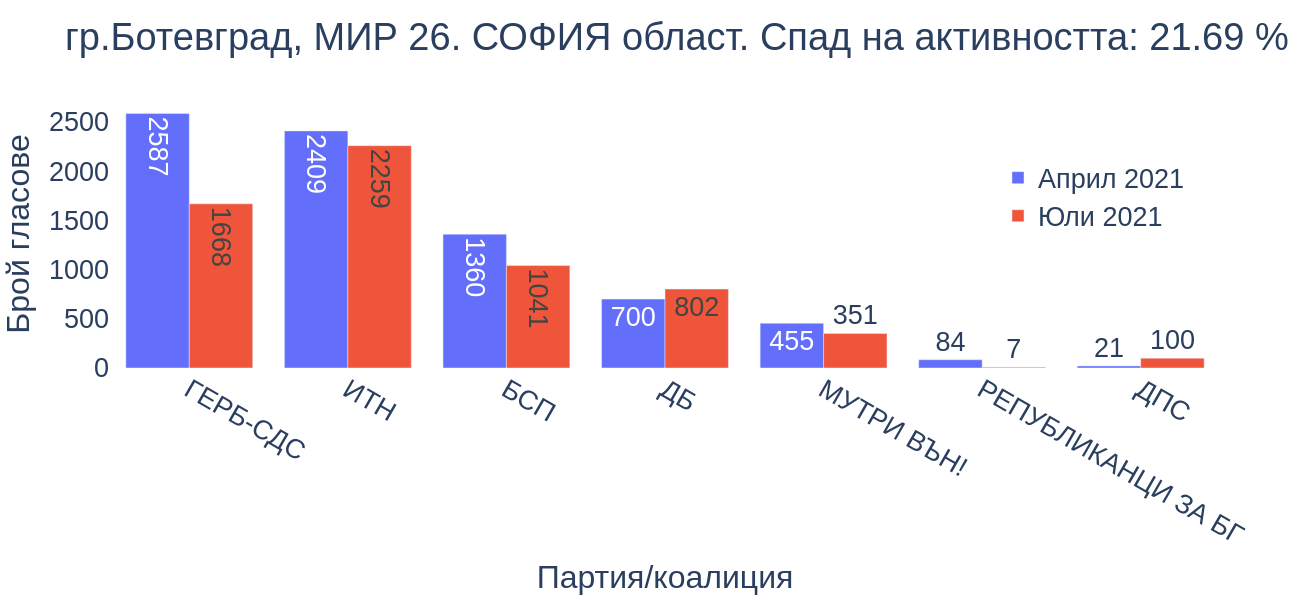 гр.Ботевград, МИР 26. СОФИЯ област. Спад на активността: 21.69 %
Брой гласове
2500
2000
1500
1000
500
0
2587
1668
2409
2259
1360
1041
700
802
455
351
84
7
21
100
Април 2021
Юли 2021
ГЕРБ-СДС
ИТН
БСП
ДБ
МУТРИ ВЪН!
РЕПУБЛИКАНЦИ ЗА БГ
ДПС
Партия/коалиция